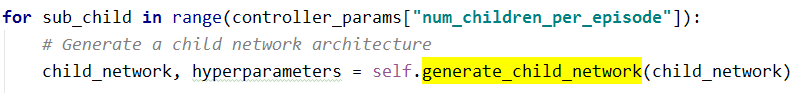 for sub_child in range(controller_params["num_children_per_episode"]):
# Generate a child network architecture
child_network, hyperparameters = self.generate_child_network(child_network)